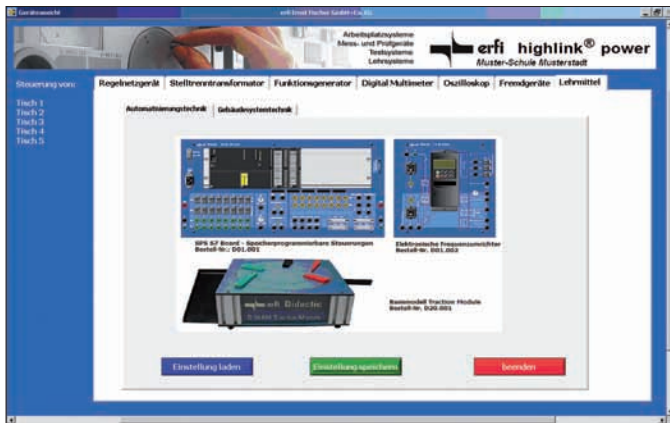 Geräteansicht
erfi Ernst Fischer GmbH+Co.KG
Arbeitsplatzsysteme
Mess- und Prüfgeräte
Testsysteme
Lehrsysteme
erfi highlink® power
Muster-Schule Musterstadt
Steuerung von:
Tisch 1
Tisch 2
Tisch 3
Tisch 4
Tisch 5
Regelnetzgerät Stelltrenntransformator Funktionsgenerator Digital Multimeter Oszilloskop Fremdgeräte Lehrmittel
Automatisierungstechnik Gebäudesystemtechnik
SPS S7 Board - Speicherprogrammierbare Steuerungen
Bestell-Nr.: D01.001
Elektronische Frequenzumrichter
Bestell-Nr. D01.002
erfi Didactic
Basismodell Traction Module
Bestell-Nr. D20.001
Einstellung laden
Einstellung speichern
beenden